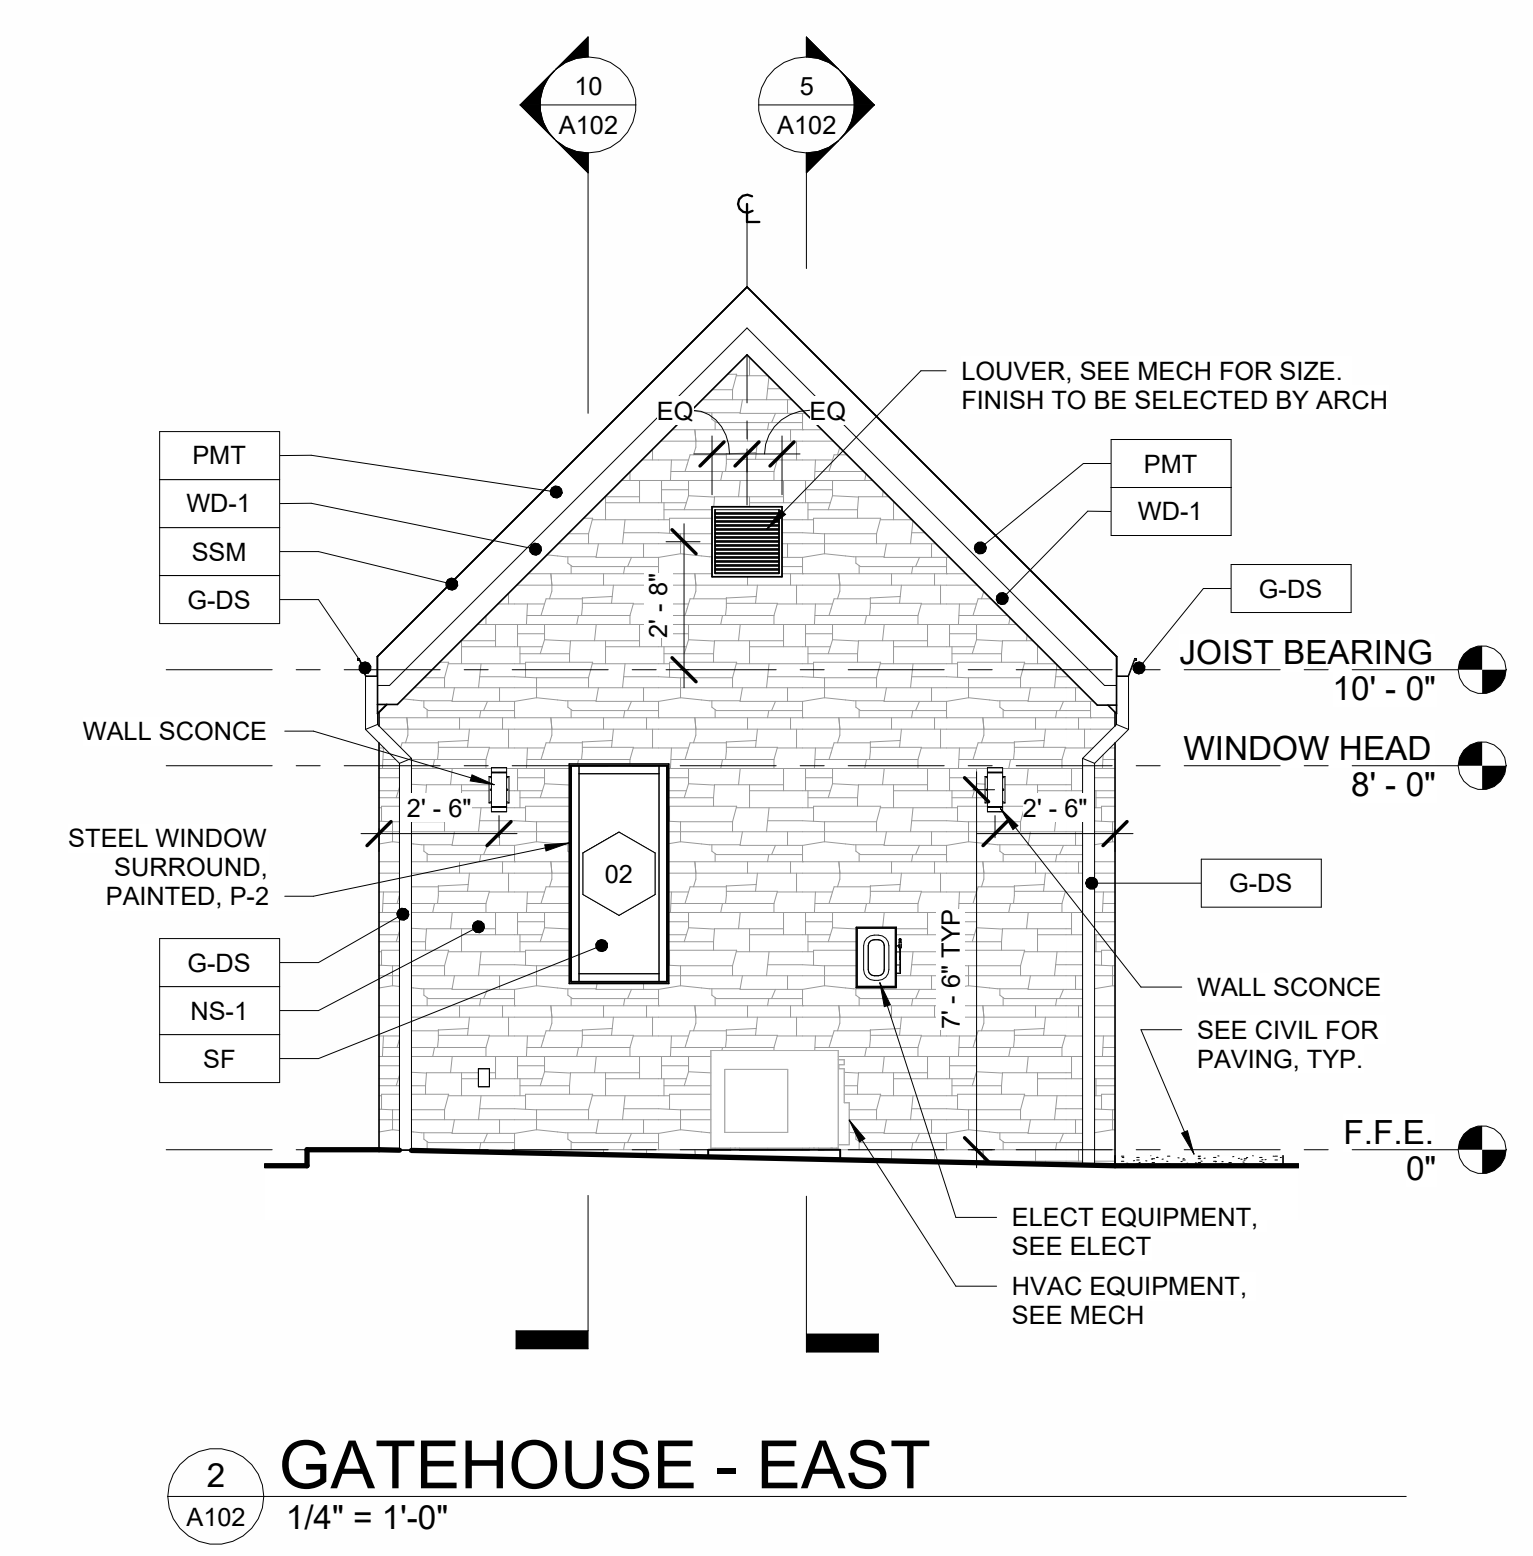 10
A102
5
A102
CL
LOUVER, SEE MECH FOR SIZE.
FINISH TO BE SELECTED BY ARCH
EQ
EQ
PMT
WD-1
SSM
G-DS
PMT
WD-1
G-DS
2' - 8"
JOIST BEARING
10' - 0"
WALL SCONCE
WINDOW HEAD
8' - 0"
2' - 6"
2' - 6"
STEEL WINDOW
SURROUND,
PAINTED, P-2
02
G-DS
7' - 6" TYP
G-DS
NS-1
SF
WALL SCONCE
SEE CIVIL FOR
PAVING, TYP.
F.F.E.
0"
ELECT EQUIPMENT,
SEE ELECT
HVAC EQUIPMENT,
SEE MECH
2
A102
GATEHOUSE - EAST
1/4" = 1'-0"